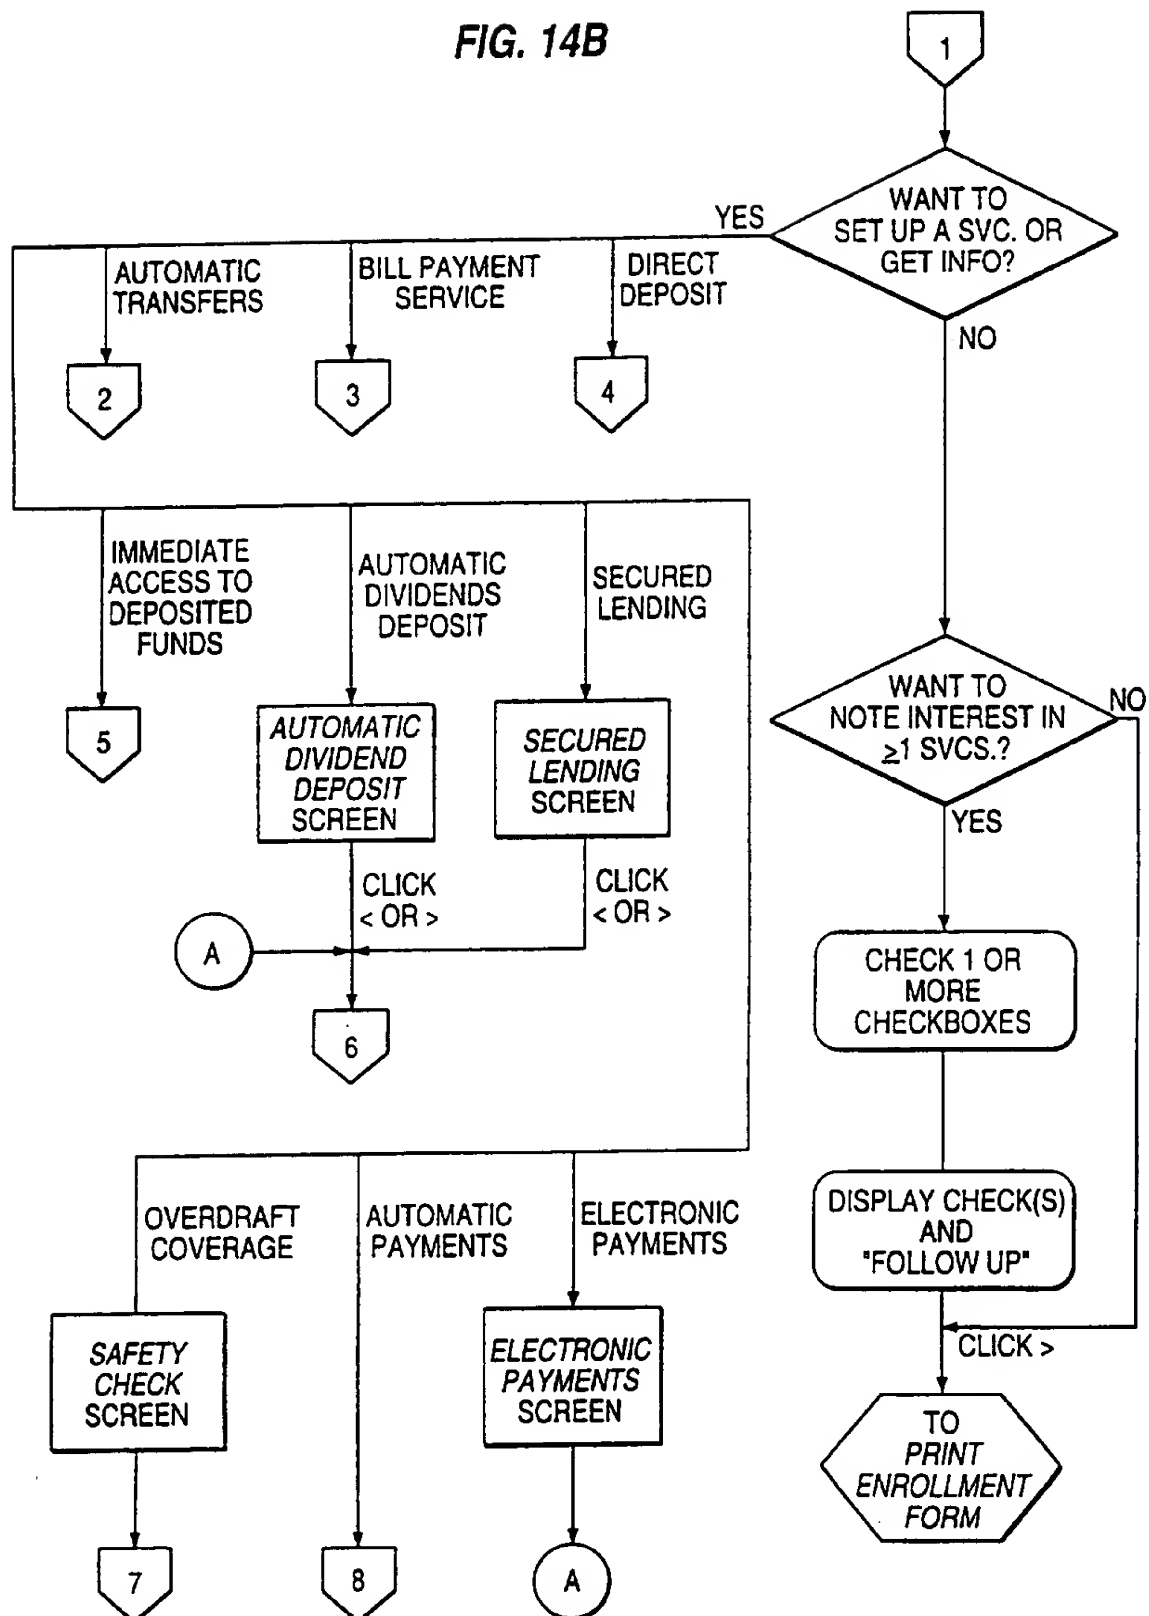 FIG. 14B
1
WANT TO
SET UP A SVC. OR
GET INFO?
YES
NO
AUTOMATIC
TRANSFERS
BILL PAYMENT
SERVICE
DIRECT
DEPOSIT
2
3
4
IMMEDIATE
ACCESS TO
DEPOSITED
FUNDS
AUTOMATIC
DIVIDENDS
DEPOSIT
SECURED
LENDING
5
AUTOMATIC
DIVIDEND
DEPOSIT
SCREEN
SECURED
LENDING
SCREEN
CLICK
< OR >
CLICK
< OR >
A
6
WANT TO
NOTE INTEREST IN
≥1 SVCS.?
NO
YES
CHECK 1 OR
MORE
CHECKBOXES
DISPLAY CHECK(S)
AND
"FOLLOW UP"
CLICK >
TO
PRINT
ENROLLMENT
FORM
OVERDRAFT
COVERAGE
AUTOMATIC
PAYMENTS
ELECTRONIC
PAYMENTS
SAFETY
CHECK
SCREEN
ELECTRONIC
PAYMENTS
SCREEN
7
8
A